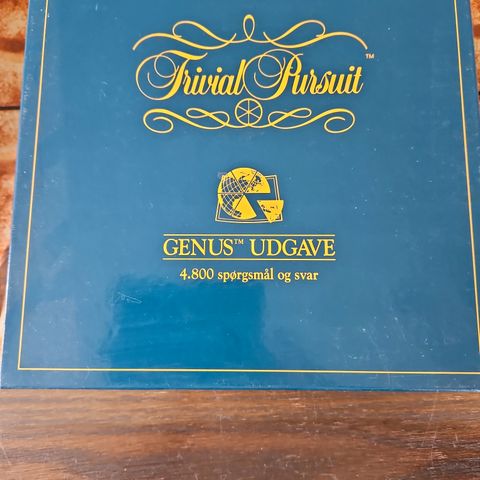 Trivial Pursuit™
GENUS™ UDGAVE
4.800 spørgsmål og svar